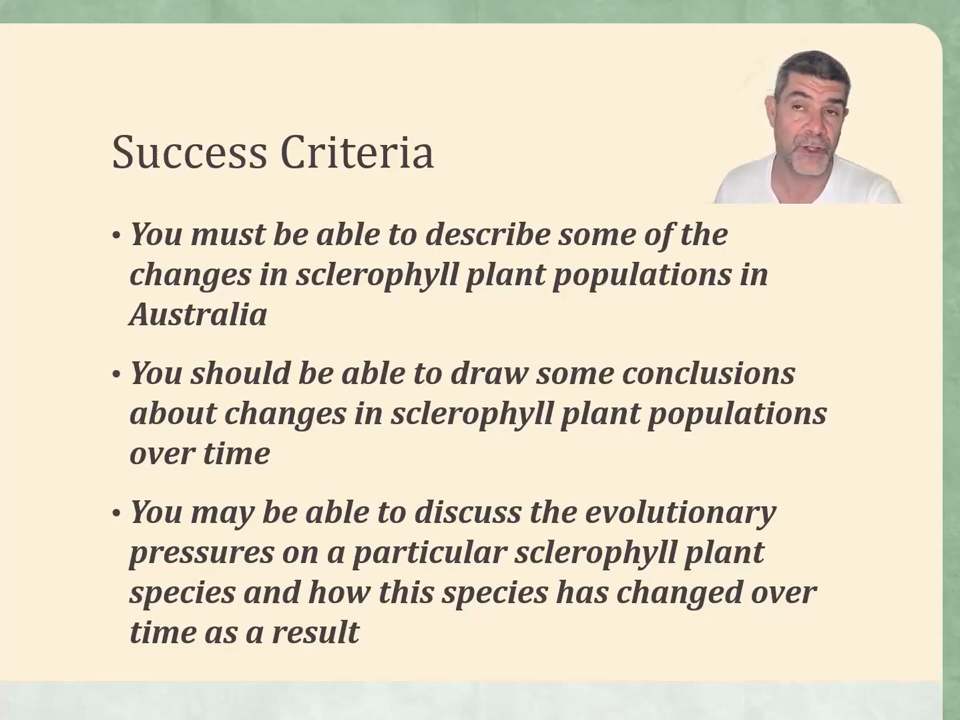 Success Criteria
• You must be able to describe some of the
changes in sclerophyll plant populations in
Australia
• You should be able to draw some conclusions
about changes in sclerophyll plant populations
over time
• You may be able to discuss the evolutionary
pressures on a particular sclerophyll plant
species and how this species has changed over
time as a result